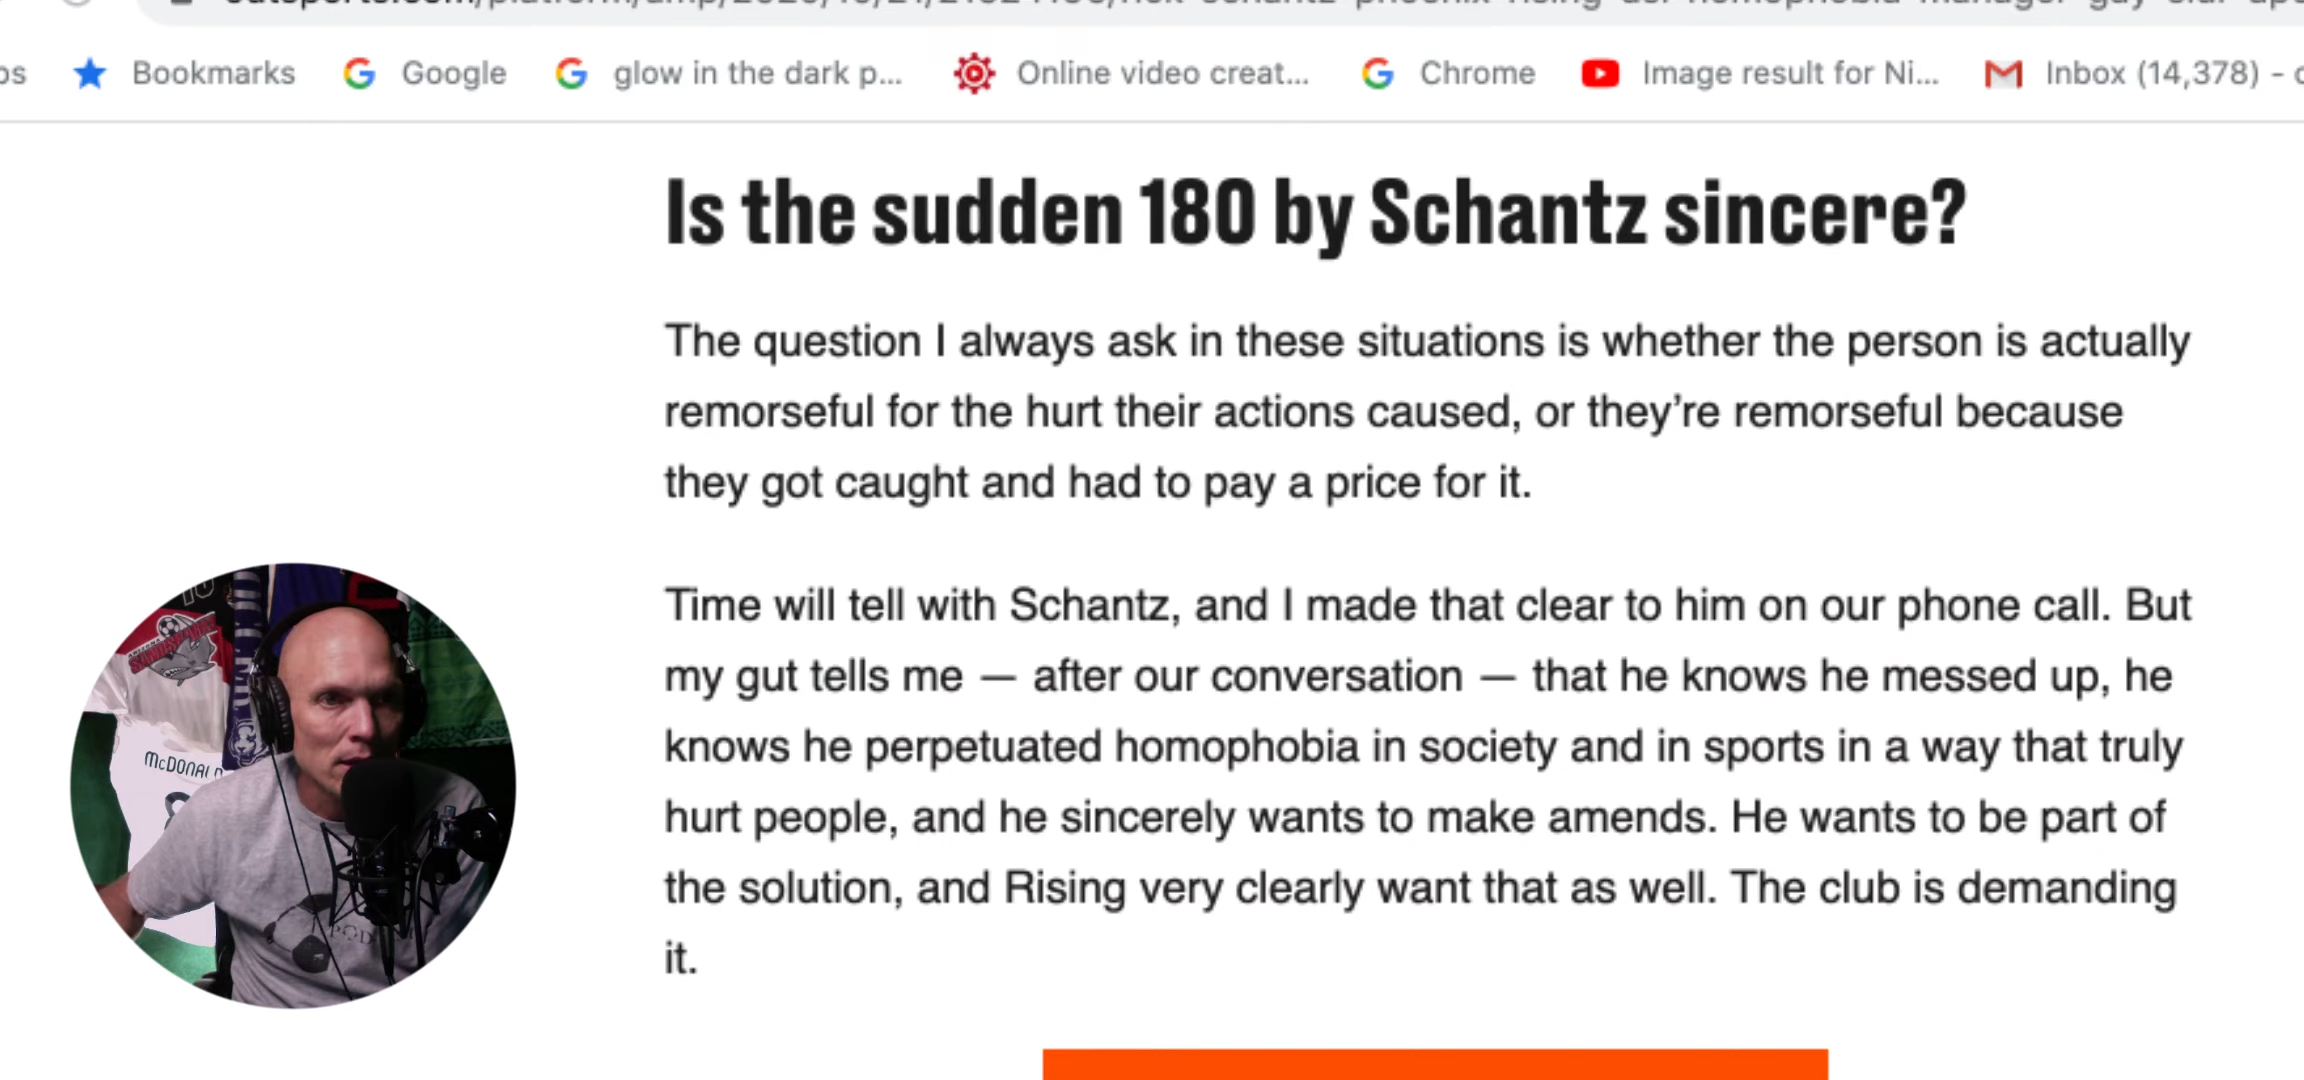 Bookmarks
Google
glow in the dark p...
Online video creat...
Chrome
Image result for Ni...
Inbox (14,378) -
Is the sudden 180 by Schantz sincere?
The question I always ask in these situations is whether the person is actually
remorseful for the hurt their actions caused, or they’re remorseful because
they got caught and had to pay a price for it.
Time will tell with Schantz, and I made that clear to him on our phone call. But
my gut tells me — after our conversation — that he knows he messed up, he
knows he perpetuated homophobia in society and in sports in a way that truly
hurt people, and he sincerely wants to make amends. He wants to be part of
the solution, and Rising very clearly want that as well. The club is demanding
it.
SANDSHARKS
McDONALD
POD